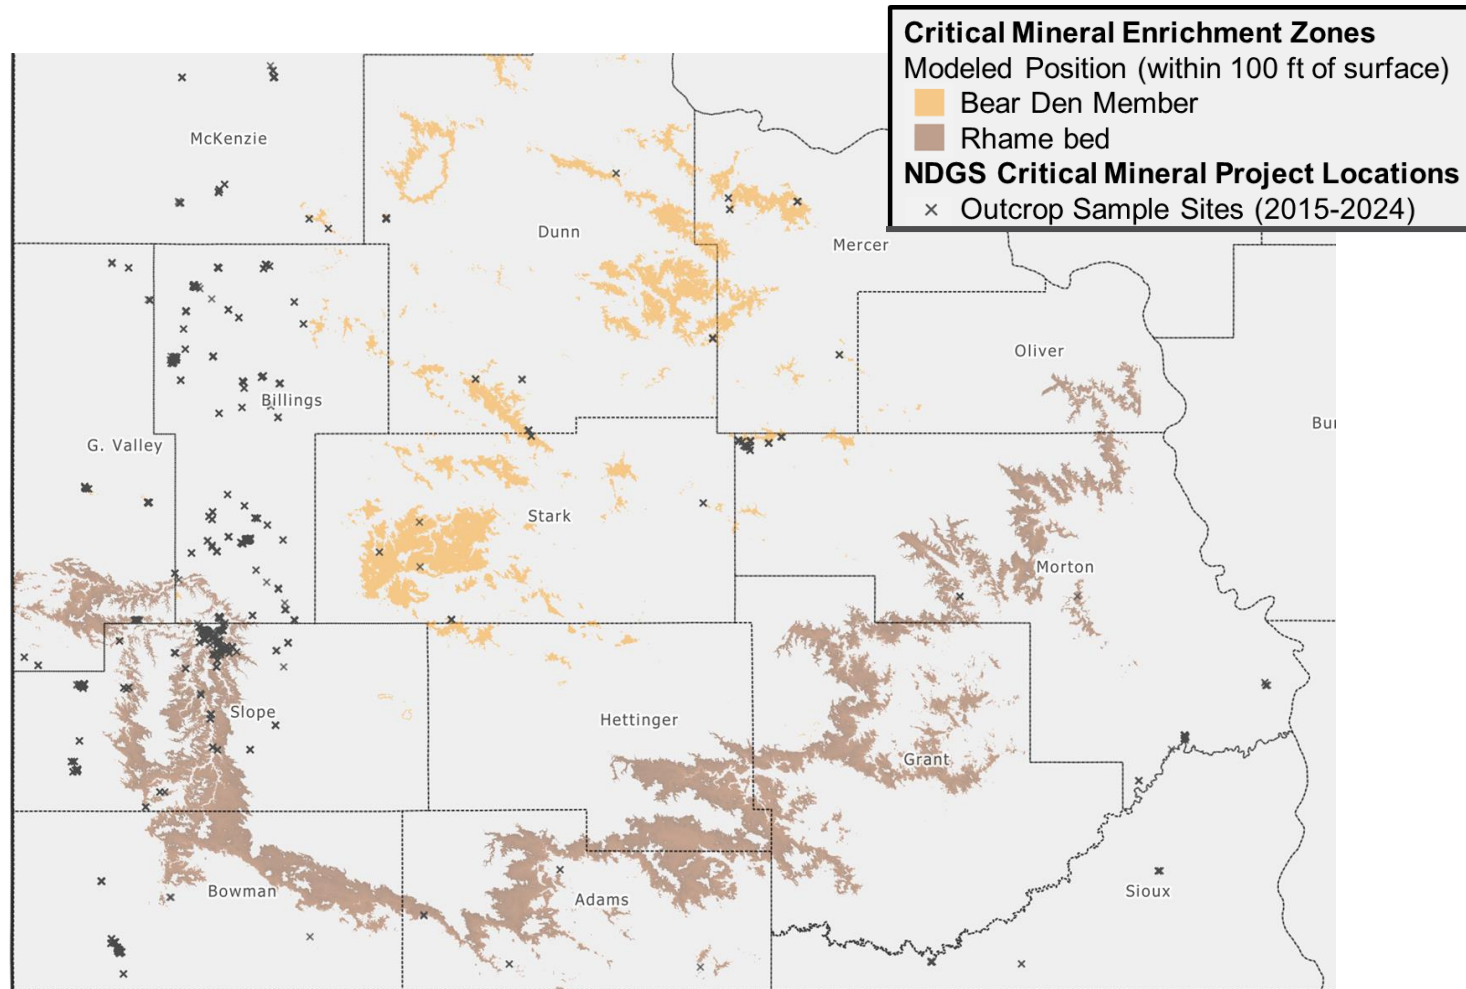 Critical Mineral Enrichment Zones
Modeled Position (within 100 ft of surface)
Bear Den Member
Rhame bed
NDGS Critical Mineral Project Locations
Outcrop Sample Sites (2015-2024)
McKenzie
Dunn
Mercer
Oliver
Billings
Bur
G. Valley
Stark
Morton
Slope
Hettinger
Grant
Bowman
Adams
Sioux